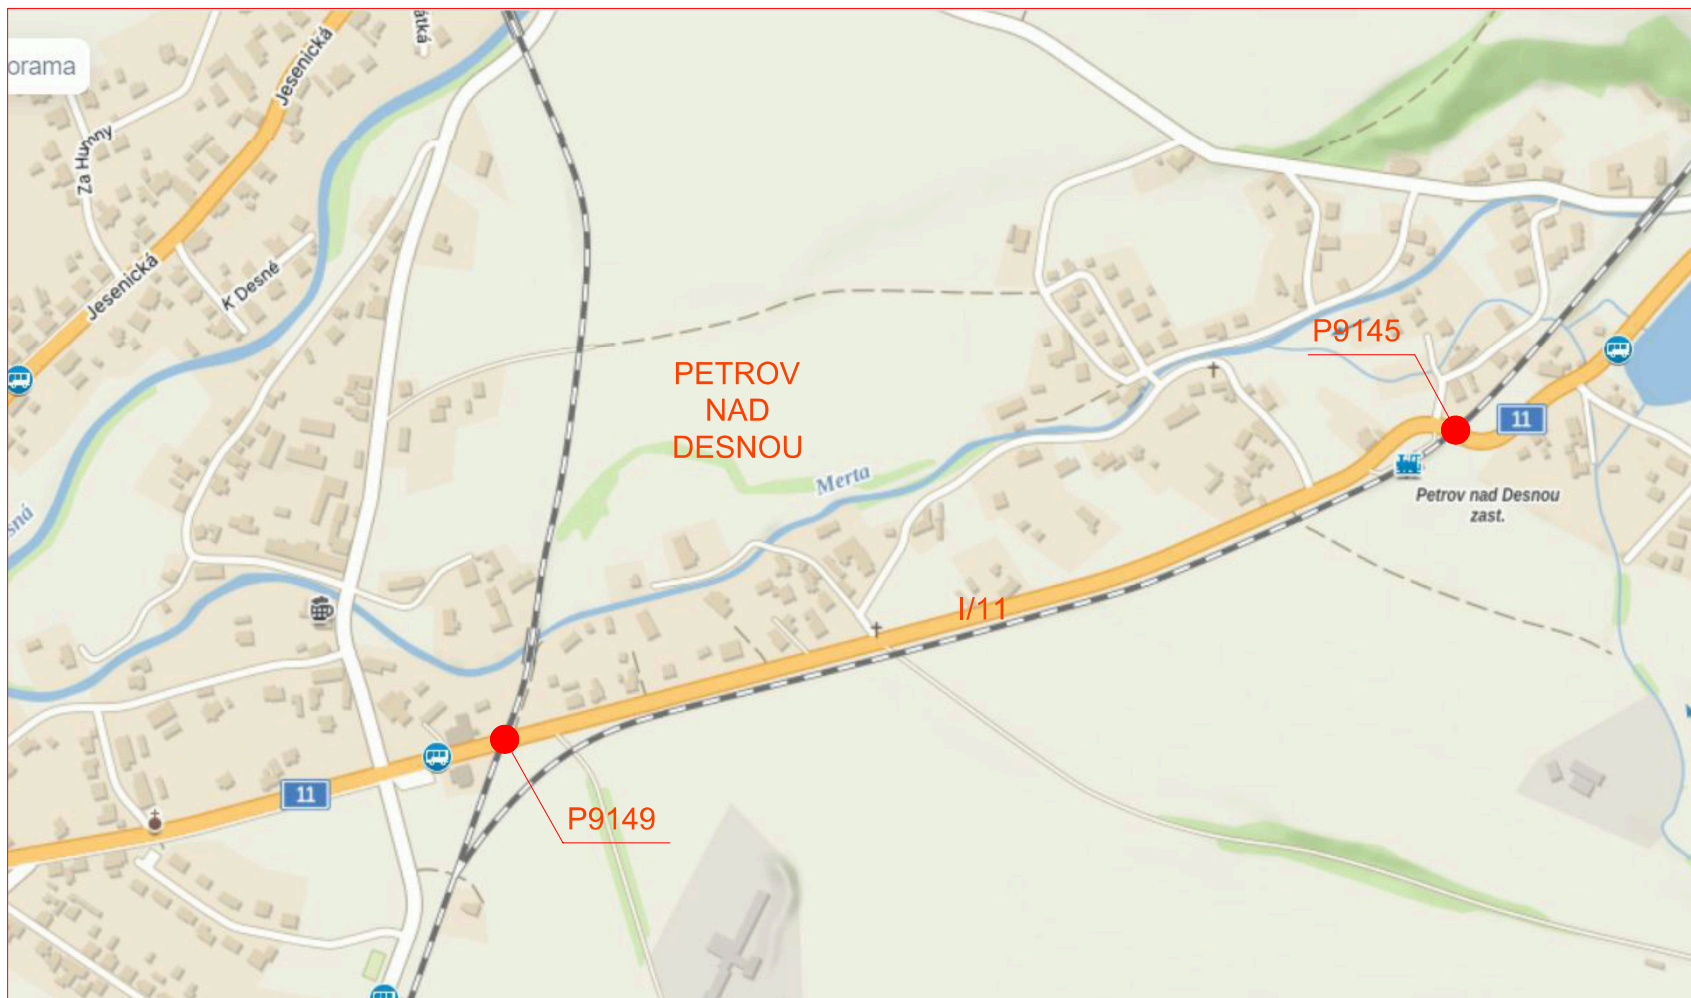 orama
Jesenická
átká
Za Humny
Jesenická
K Desné
P9145
PETROV
NAD
DESNOU
11
Merta
Petrov nad Desnou
zast.
sná
I/11
11
P9149